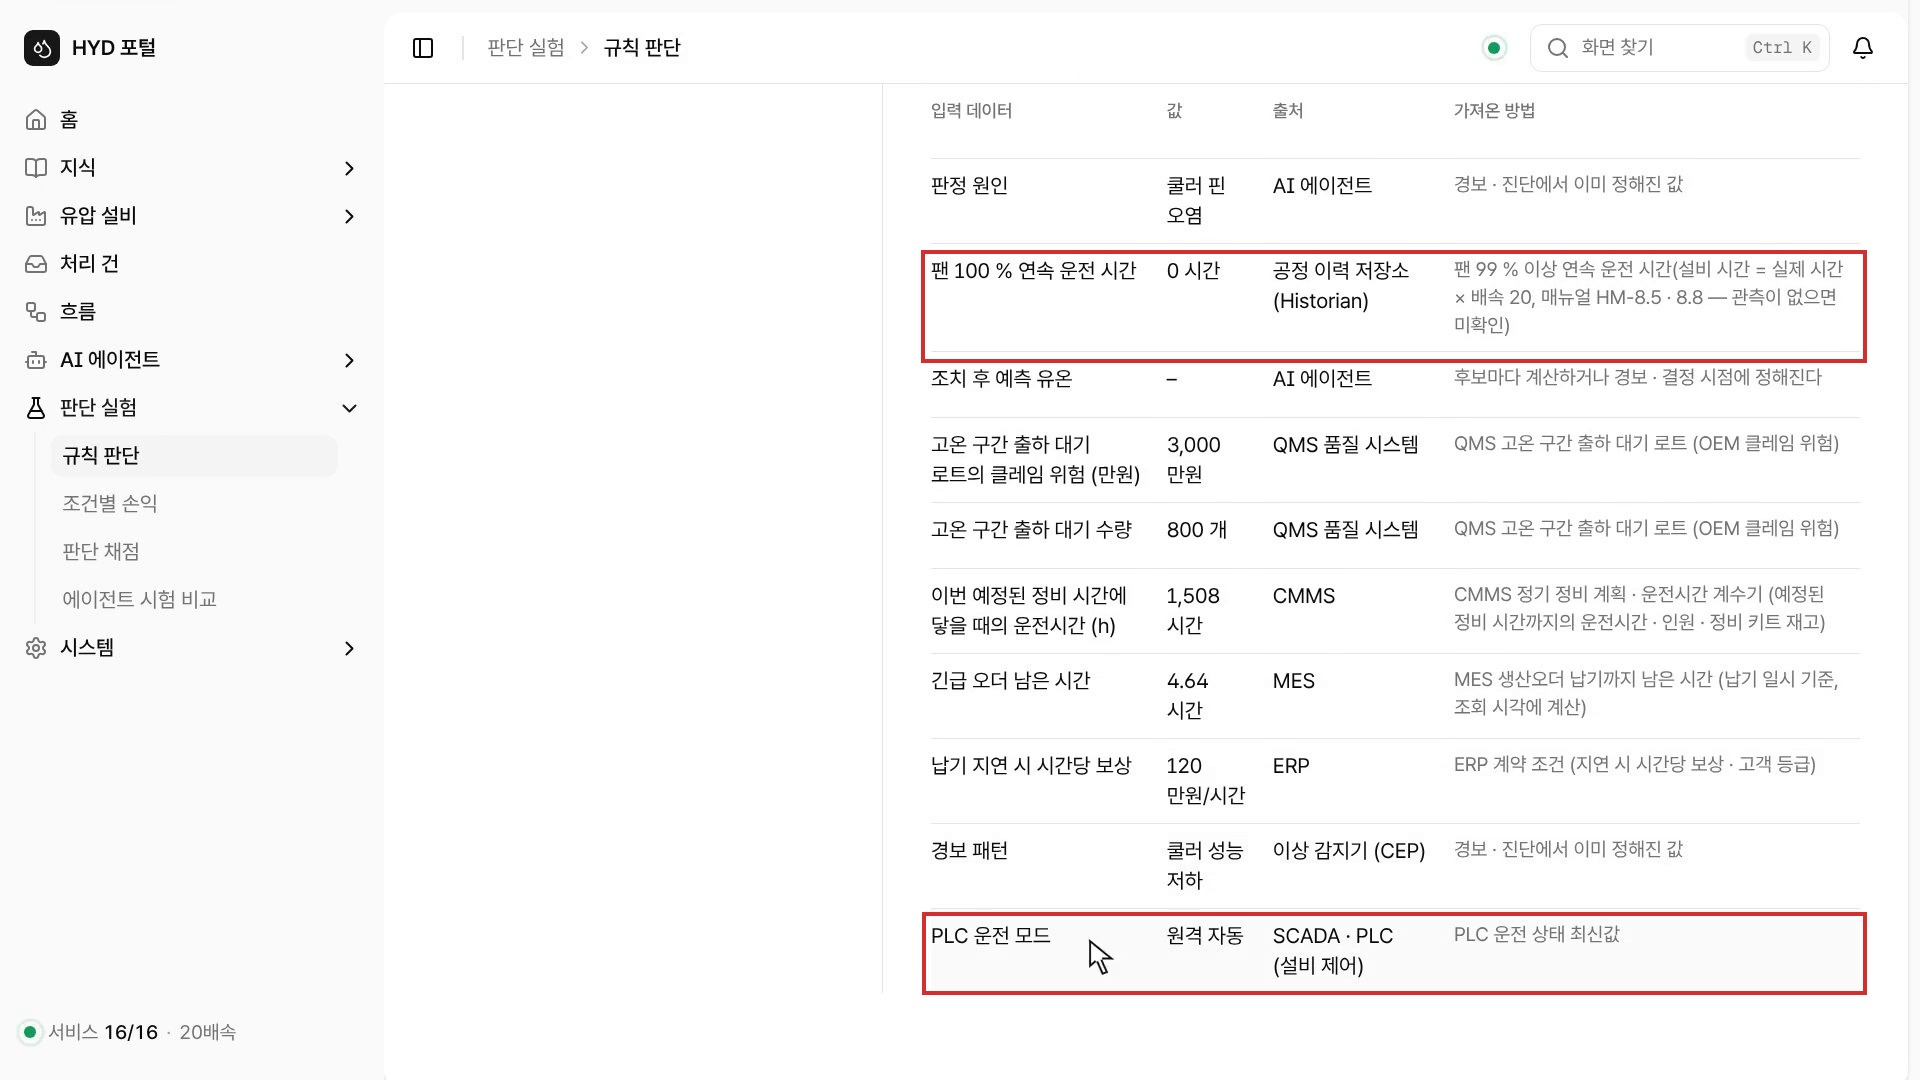 HYD 포털
홈
지식
유압 설비
처리 건
흐름
AI 에이전트
판단 실험
규칙 판단
조건별 손익
판단 채점
에이전트 시험 비교
시스템
서비스 16/16 · 20배속
판단 실험 > 규칙 판단
화면 찾기 Ctrl K
입력 데이터 값 출처 가져온 방법
판정 원인 쿨러 핀 AI 에이전트 경보 · 진단에서 이미 정해진 값
오염
팬 100 % 연속 운전 시간 0 시간 공정 이력 저장소 팬 99 % 이상 연속 운전 시간(설비 시간 = 실제 시간
(Historian) × 배속 20, 매뉴얼 HM-8.5 · 8.8 — 관측이 없으면
미확인)
조치 후 예측 유온 – AI 에이전트 후보마다 계산하거나 경보 · 결정 시점에 정해진다
고온 구간 출하 대기 3,000 QMS 품질 시스템 QMS 고온 구간 출하 대기 로트 (OEM 클레임 위험)
로트의 클레임 위험 (만원) 만원
고온 구간 출하 대기 수량 800 개 QMS 품질 시스템 QMS 고온 구간 출하 대기 로트 (OEM 클레임 위험)
이번 예정된 정비 시간에 1,508 CMMS CMMS 정기 정비 계획 · 운전시간 계수기 (예정된
닿을 때의 운전시간 (h) 시간 정비 시간까지의 운전시간 · 인원 · 정비 키트 재고)
긴급 오더 남은 시간 4.64 MES MES 생산오더 납기까지 남은 시간 (납기 일시 기준,
시간 조회 시각에 계산)
납기 지연 시 시간당 보상 120 ERP ERP 계약 조건 (지연 시 시간당 보상 · 고객 등급)
만원/시간
경보 패턴 쿨러 성능 이상 감지기 (CEP) 경보 · 진단에서 이미 정해진 값
저하
PLC 운전 모드 원격 자동 SCADA · PLC PLC 운전 상태 최신값
(설비 제어)